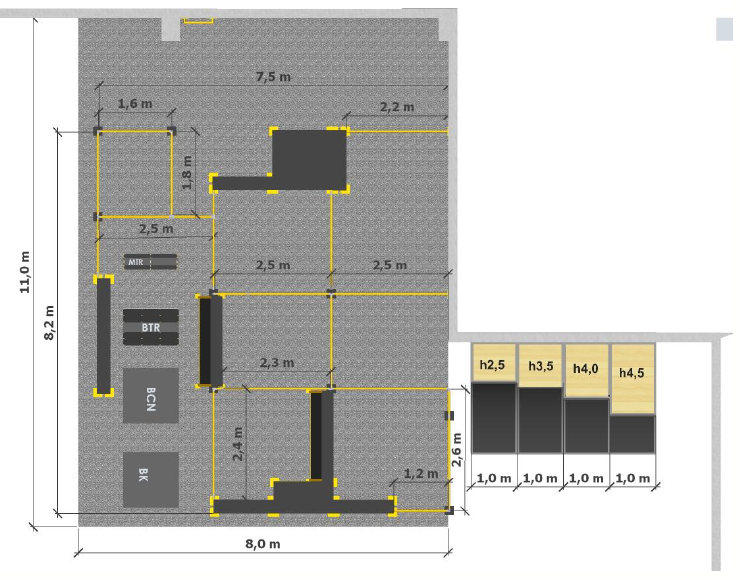 7,5 m
1,6 m
2,2 m
1,8 m
2,5 m
MTR
2,5 m
2,5 m
11,0 m
8,2 m
BTR
2,3 m
h2,5
h3,5
h4,0
h4,5
BCN
2,4 m
2,6 m
BK
1,2 m
1,0 m
1,0 m
1,0 m
1,0 m
8,0 m